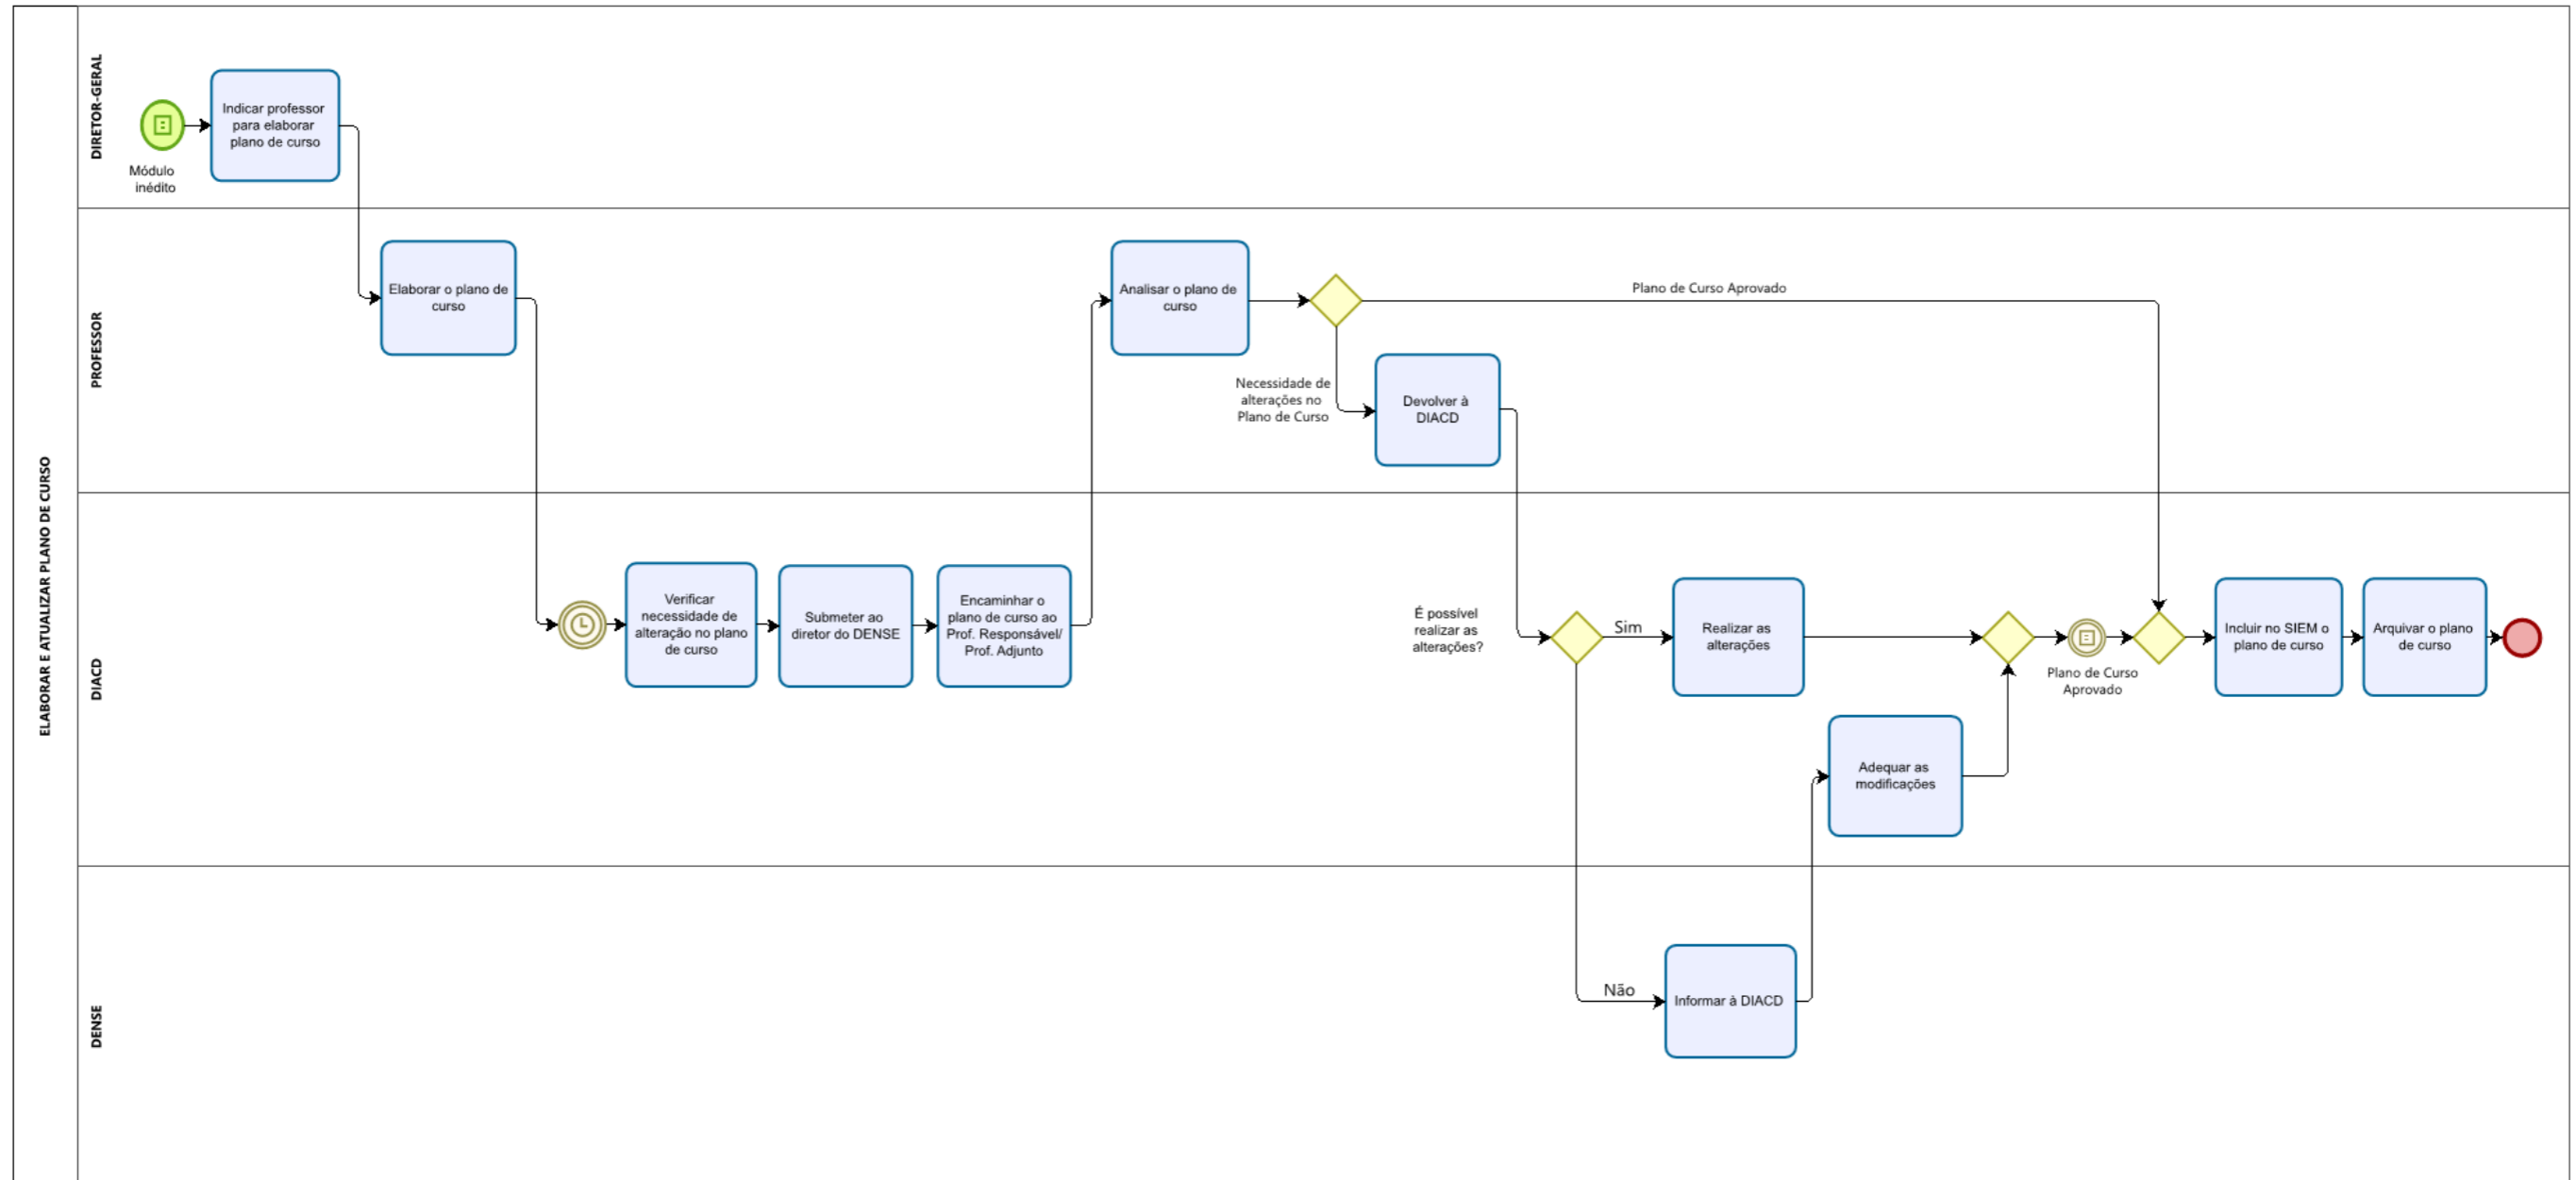 ELABORAR E ATUALIZAR PLANO DE CURSO
DIRETOR-GERAL
Módulo
inédito
Indicar professor
para elaborar
plano de curso
PROFESSOR
Elaborar o plano de
curso
Analisar o plano de
curso
Plano de Curso Aprovado
Necessidade de
alterações no
Plano de Curso
Devolver à
DIACD
DIACD
Verificar
necessidade de
alteração no plano
de curso
Submeter ao
diretor do DENSE
Encaminhar o
plano de curso ao
Prof. Responsável/
Prof. Adjunto
É possível
realizar as
alterações?
Sim
Realizar as
alterações
Adequar as
modificações
Plano de Curso
Aprovado
Incluir no SIEM o
plano de curso
Arquivar o plano
de curso
DENSE
Não
Informar à DIACD